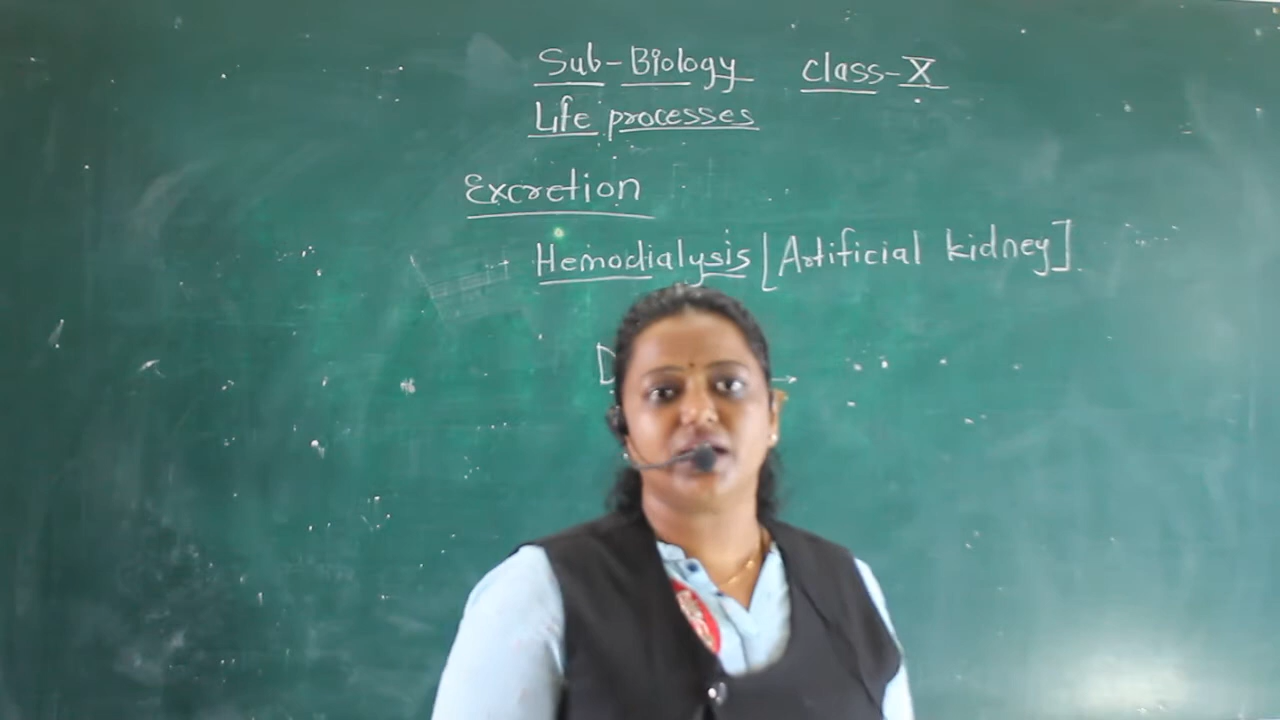 Sub-Biology class-X
Life processes
Excretion
Hemodialysis [Artificial kidney]